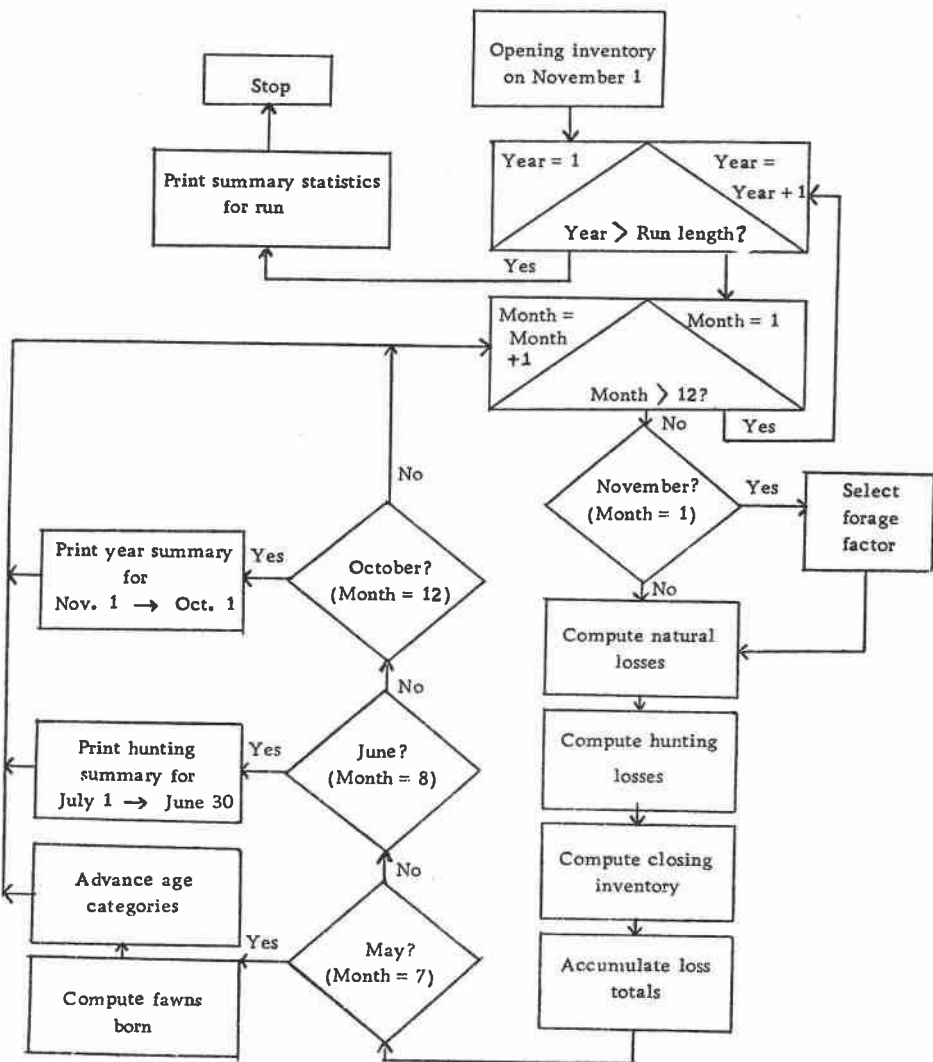 Opening inventory
on November 1
Stop
Year = 1
Year =
Year + 1
Print summary statistics
for run
Year > Run length?
Yes
Month =
Month
+1
Month = 1
Month > 12?
No
Yes
No
November?
(Month = 1)
Yes
Select
forage
factor
Print year summary
for
Nov. 1 → Oct. 1
Yes
October?
(Month = 12)
No
Compute natural
losses
No
Print hunting
summary for
July 1 → June 30
Yes
June?
(Month = 8)
Compute hunting
losses
No
Compute closing
inventory
Advance age
categories
Yes
May?
(Month = 7)
Accumulate loss
totals
Compute fawns
born